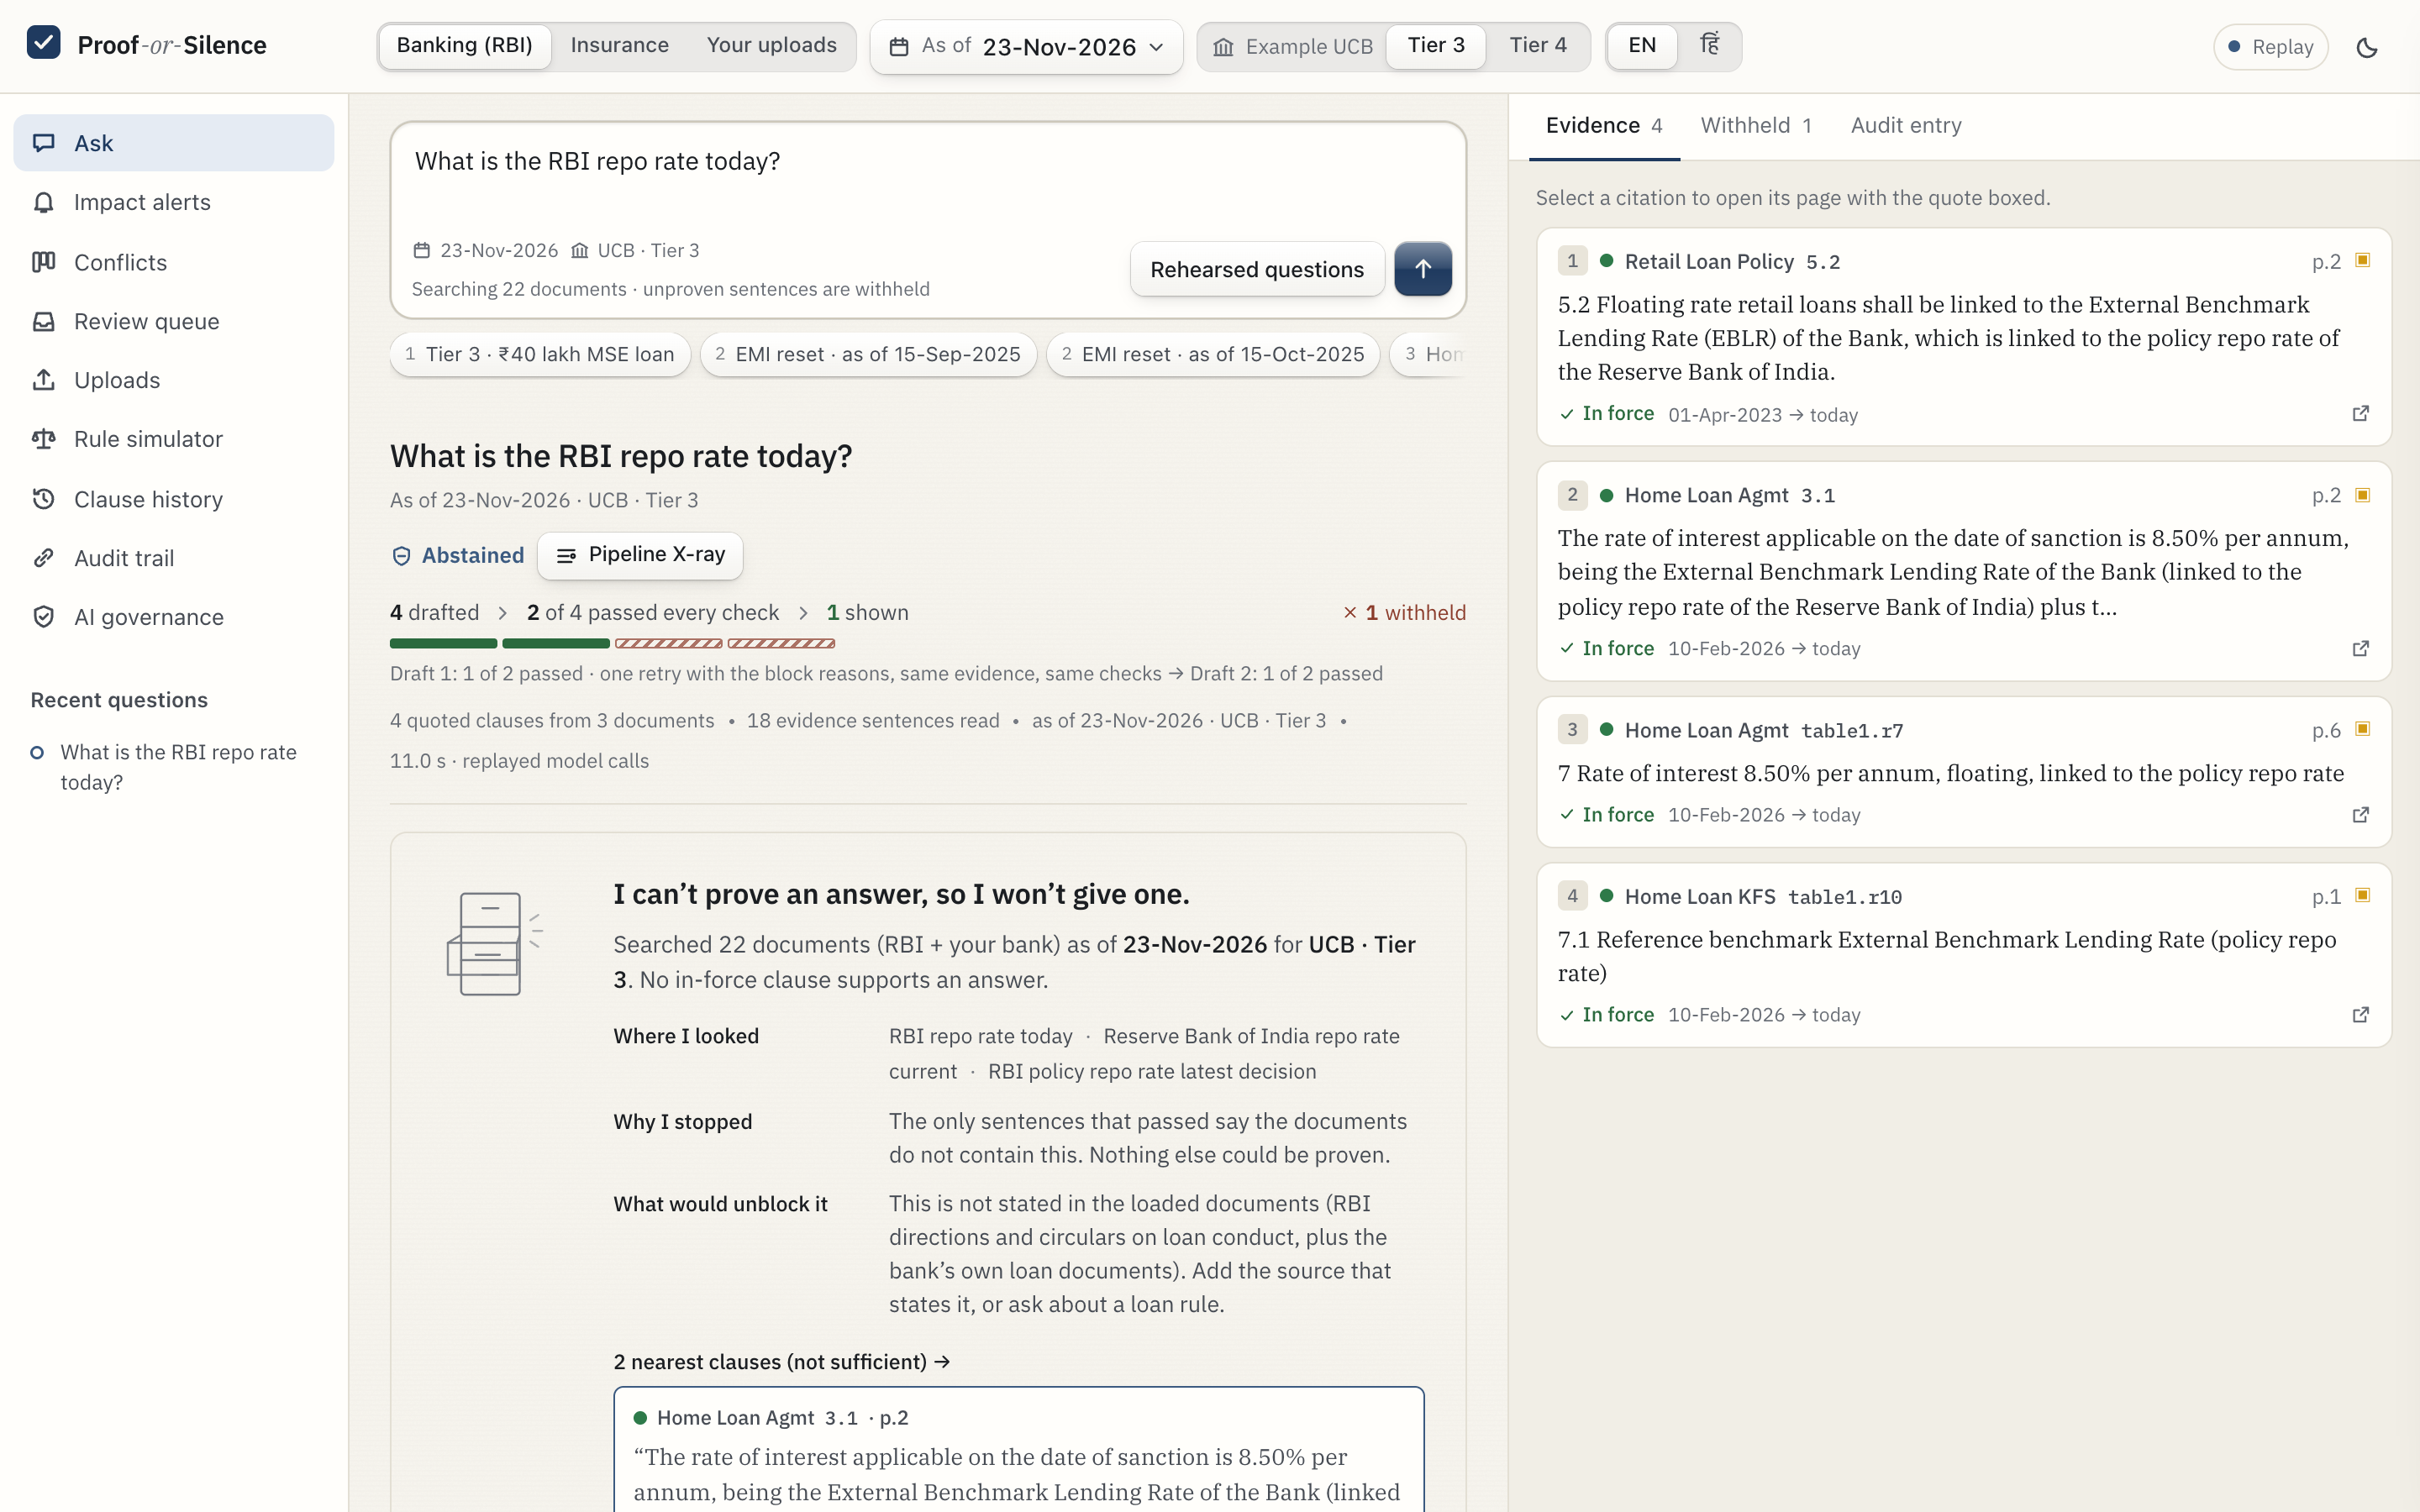 Proof-or-Silence
Banking (RBI) Insurance Your uploads
As of 23-Nov-2026
Example UCB Tier 3 Tier 4
EN हिं
Replay
Ask
Impact alerts
Conflicts
Review queue
Uploads
Rule simulator
Clause history
Audit trail
AI governance
Recent questions
What is the RBI repo rate
today?
What is the RBI repo rate today?
23-Nov-2026 UCB · Tier 3
Searching 22 documents · unproven sentences are withheld
Rehearsed questions
1 Tier 3 · ₹40 lakh MSE loan
2 EMI reset · as of 15-Sep-2025
2 EMI reset · as of 15-Oct-2025
3 Hom
What is the RBI repo rate today?
As of 23-Nov-2026 · UCB · Tier 3
Abstained
Pipeline X-ray
4 drafted > 2 of 4 passed every check > 1 shown
× 1 withheld
Draft 1: 1 of 2 passed · one retry with the block reasons, same evidence, same checks → Draft 2: 1 of 2 passed
4 quoted clauses from 3 documents • 18 evidence sentences read • as of 23-Nov-2026 · UCB · Tier 3 •
11.0 s · replayed model calls
I can’t prove an answer, so I won’t give one.
Searched 22 documents (RBI + your bank) as of 23-Nov-2026 for UCB · Tier
3. No in-force clause supports an answer.
Where I looked
RBI repo rate today · Reserve Bank of India repo rate
current · RBI policy repo rate latest decision
Why I stopped
The only sentences that passed say the documents
do not contain this. Nothing else could be proven.
What would unblock it
This is not stated in the loaded documents (RBI
directions and circulars on loan conduct, plus the
bank’s own loan documents). Add the source that
states it, or ask about a loan rule.
2 nearest clauses (not sufficient) →
Home Loan Agmt 3.1 · p.2
“The rate of interest applicable on the date of sanction is 8.50% per
annum, being the External Benchmark Lending Rate of the Bank (linked
Evidence 4 Withheld 1 Audit entry
Select a citation to open its page with the quote boxed.
1 Retail Loan Policy 5.2 p.2
5.2 Floating rate retail loans shall be linked to the External Benchmark
Lending Rate (EBLR) of the Bank, which is linked to the policy repo rate of
the Reserve Bank of India.
In force 01-Apr-2023 → today
2 Home Loan Agmt 3.1 p.2
The rate of interest applicable on the date of sanction is 8.50% per annum,
being the External Benchmark Lending Rate of the Bank (linked to the
policy repo rate of the Reserve Bank of India) plus t...
In force 10-Feb-2026 → today
3 Home Loan Agmt table1.r7 p.6
7 Rate of interest 8.50% per annum, floating, linked to the policy repo rate
In force 10-Feb-2026 → today
4 Home Loan KFS table1.r10 p.1
7.1 Reference benchmark External Benchmark Lending Rate (policy repo
rate)
In force 10-Feb-2026 → today